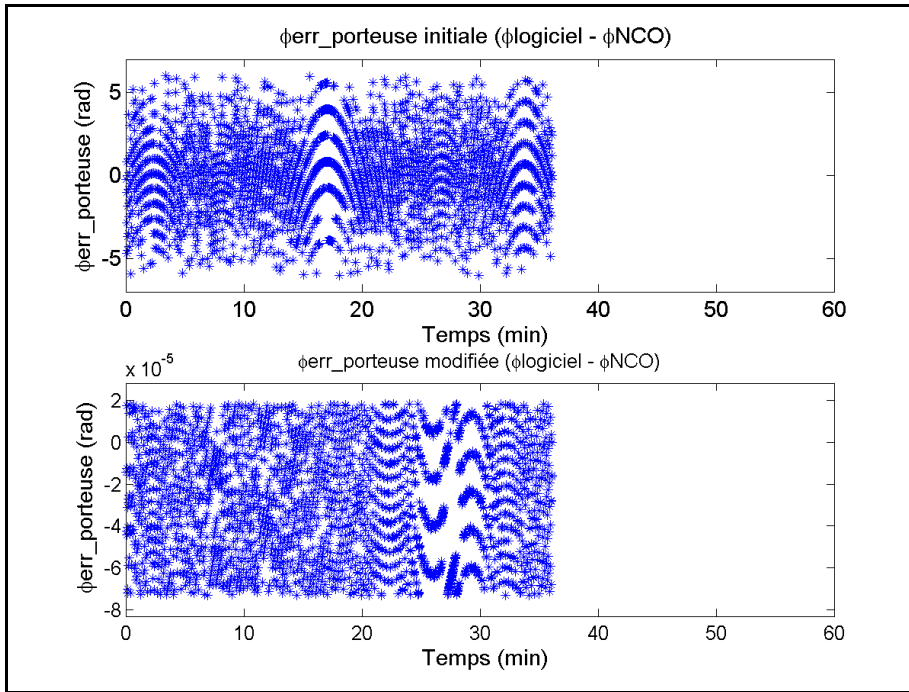 ϕerr_porteuse initiale (ϕlogiciel - ϕNCO)
5
0
-5
ϕerr_porteuse (rad)
0 10 20 30 40 50 60
Temps (min)
ϕerr_porteuse modifiée (ϕlogiciel - ϕNCO)
x 10⁻⁵
2
0
-2
-4
-6
-8
ϕerr_porteuse (rad)
0 10 20 30 40 50 60
Temps (min)